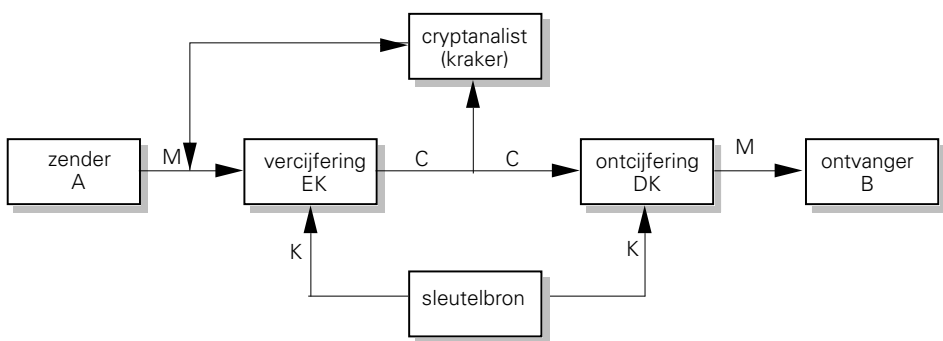 cryptanalist
(kraker)
zender
A
M
vercijfering
EK
C
C
ontcijfering
DK
M
ontvanger
B
K
K
sleutelbron